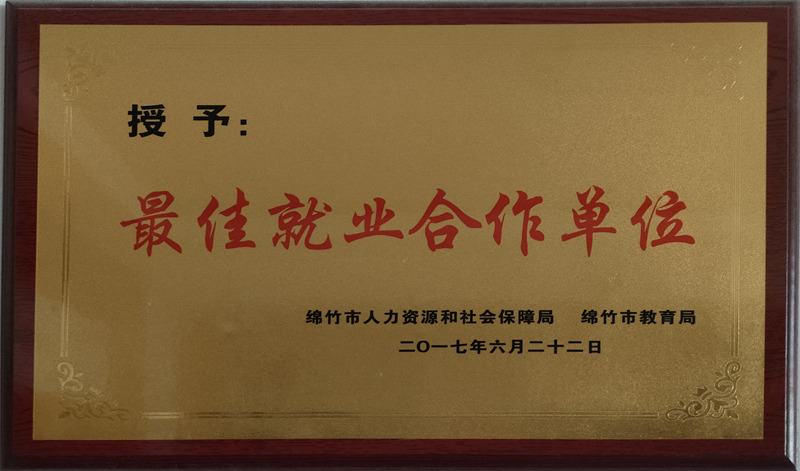 授 予：
最佳就业合作单位
绵竹市人力资源和社会保障局 绵竹市教育局
二〇一七年六月二十二日